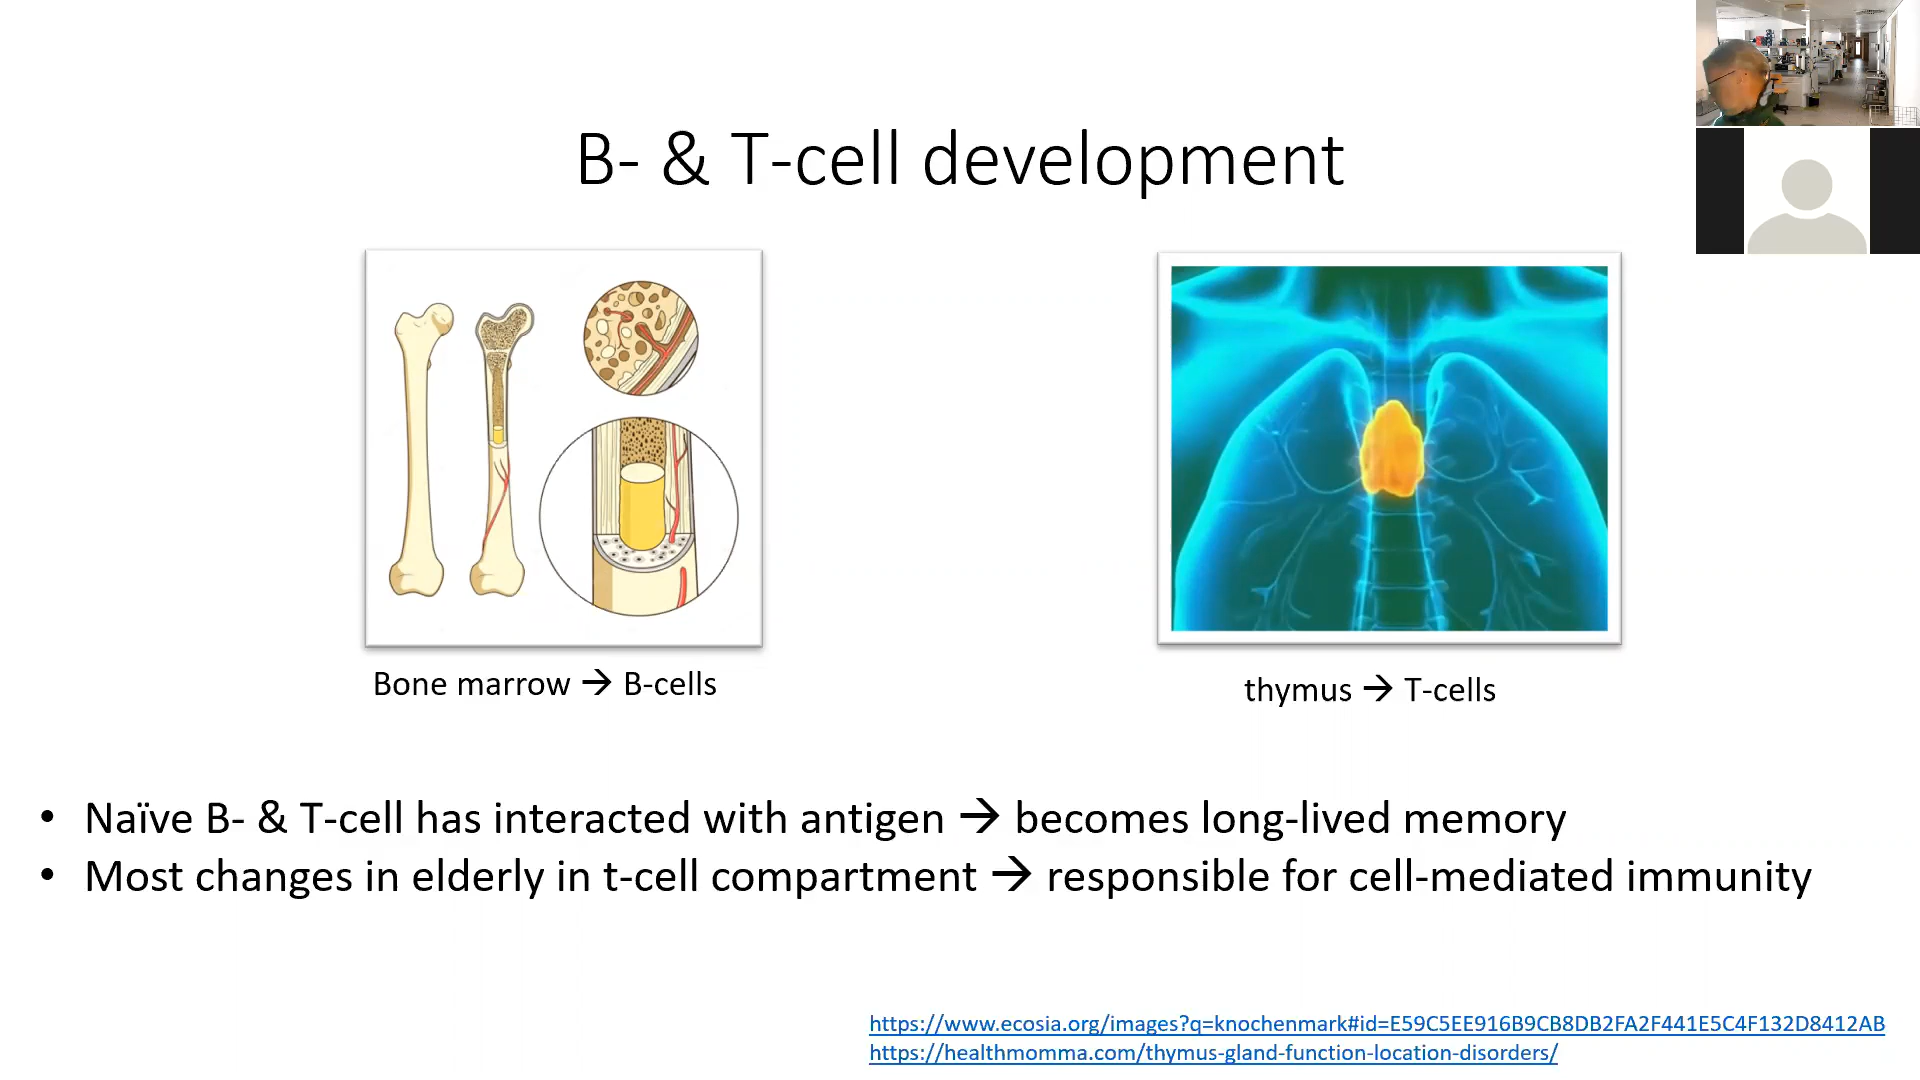 B- & T-cell development
Bone marrow → B-cells
thymus → T-cells
• Naïve B- & T-cell has interacted with antigen → becomes long-lived memory
• Most changes in elderly in t-cell compartment → responsible for cell-mediated immunity
https://www.ecosia.org/images?q=knochenmark#id=E59C5EE916B9CB8DB2FA2F441E5C4F132D8412AB
https://healthmomma.com/thymus-gland-function-location-disorders/